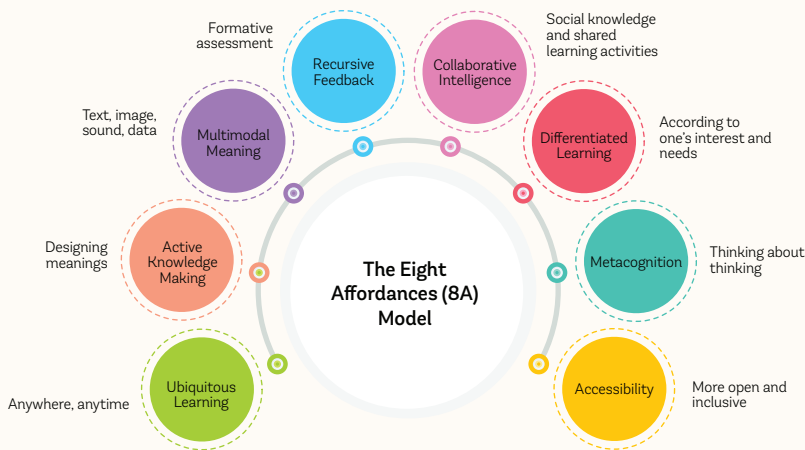 The Eight
Affordances (8A)
Model
Ubiquitous
Learning
Anywhere, anytime
Active
Knowledge
Making
Designing
meanings
Multimodal
Meaning
Text, image,
sound, data
Recursive
Feedback
Formative
assessment
Collaborative
Intelligence
Social knowledge
and shared
learning activities
Differentiated
Learning
According to
one's interest and
needs
Metacognition
Thinking about
thinking
Accessibility
More open and
inclusive